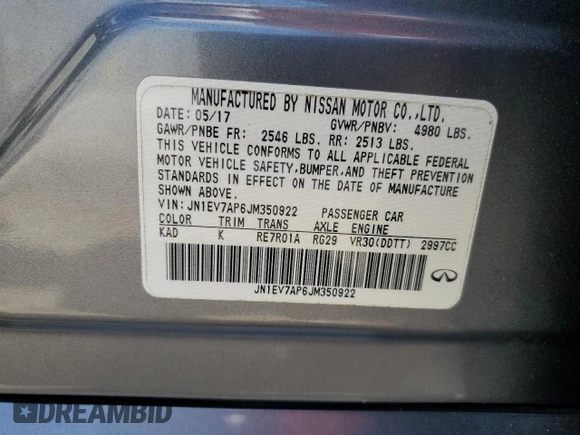 MANUFACTURED BY NISSAN MOTOR CO.,LTD.
DATE: 05/17 GVWR/PNBV: 4980 LBS.
GAWR/PNBE FR: 2546 LBS. RR: 2513 LBS.
THIS VEHICLE CONFORMS TO ALL APPLICABLE FEDERAL
MOTOR VEHICLE SAFETY, BUMPER, AND THEFT PREVENTION
STANDARDS IN EFFECT ON THE DATE OF MANUFACTURE
SHOWN ABOVE.
VIN: JN1EV7AP6JM350922 PASSENGER CAR
COLOR TRIM TRANS AXLE ENGINE
KAD K RE7R01A RG29 VR30(DDTT) 2997CC
JN1EV7AP6JM350922
DREAMBID